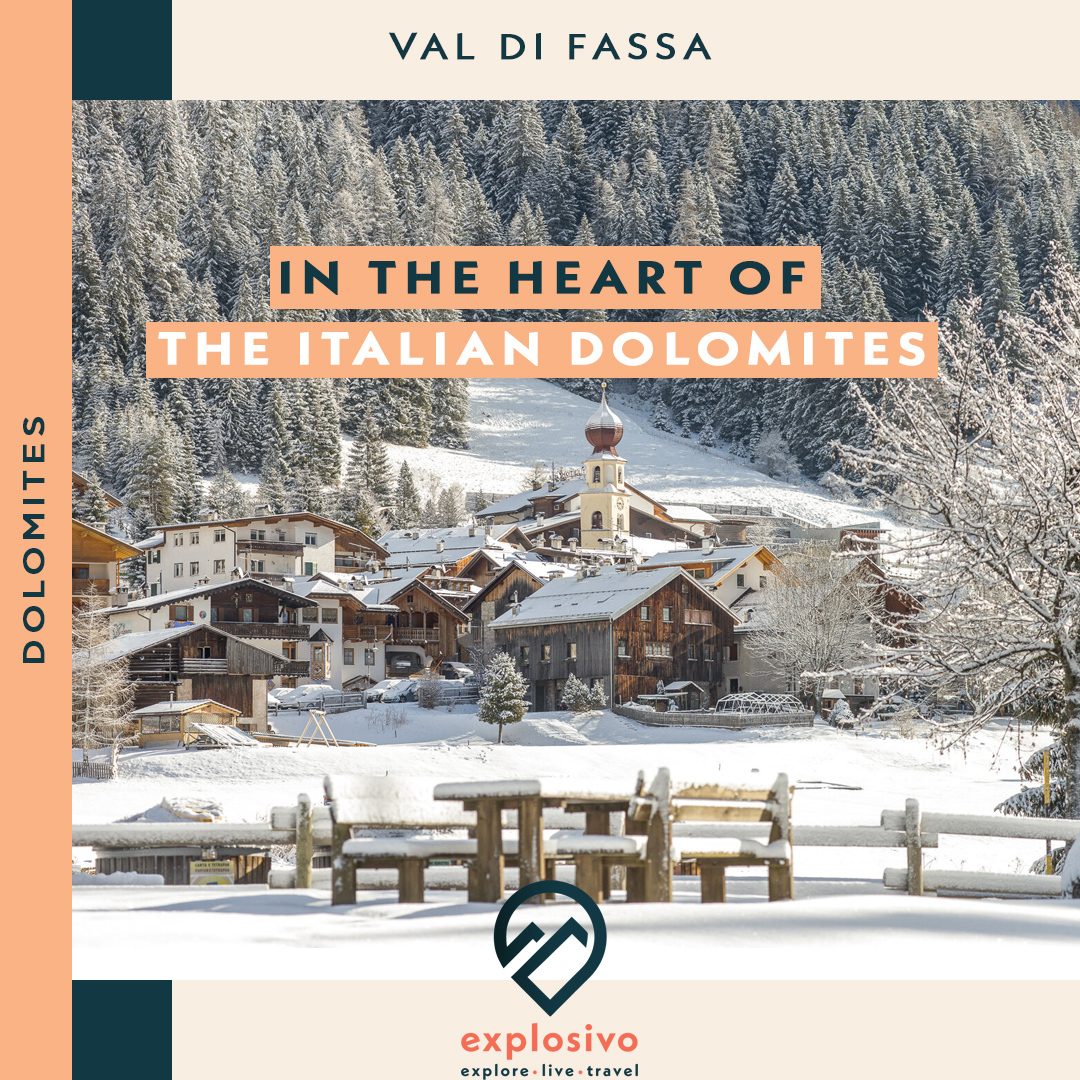 VAL DI FASSA
IN THE HEART OF
THE ITALIAN DOLOMITES
DOLOMITES
explosivo
explore·live·travel